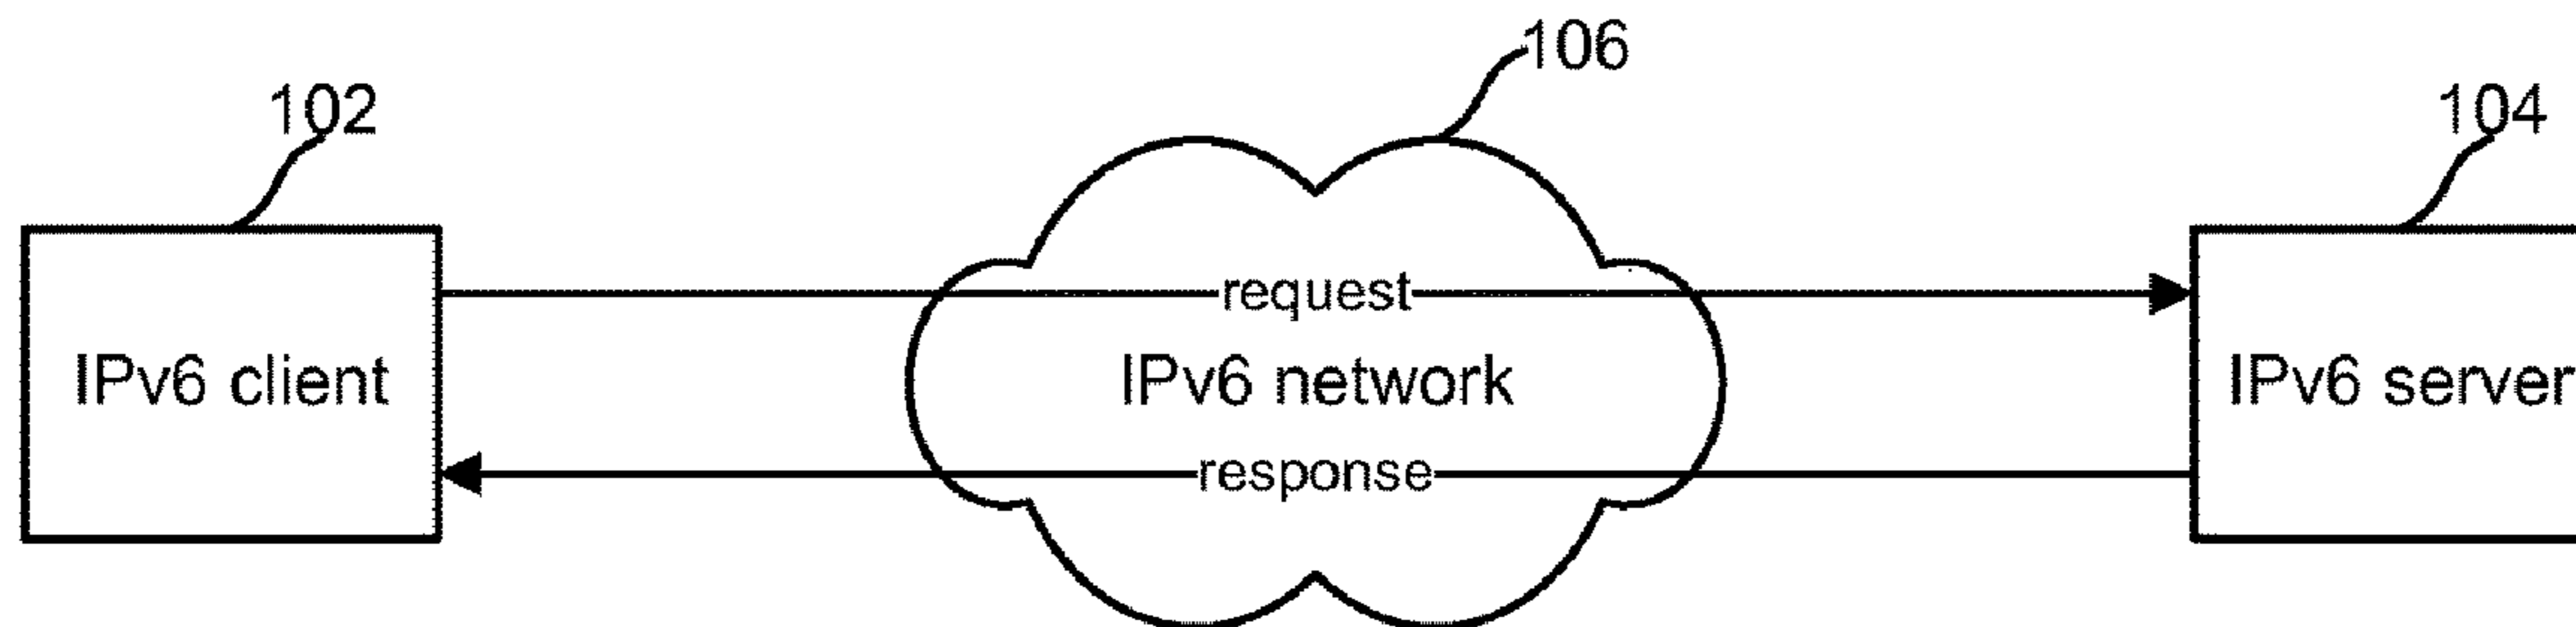 106
102
104
request
IPv6 client
IPv6 network
IPv6 server
response